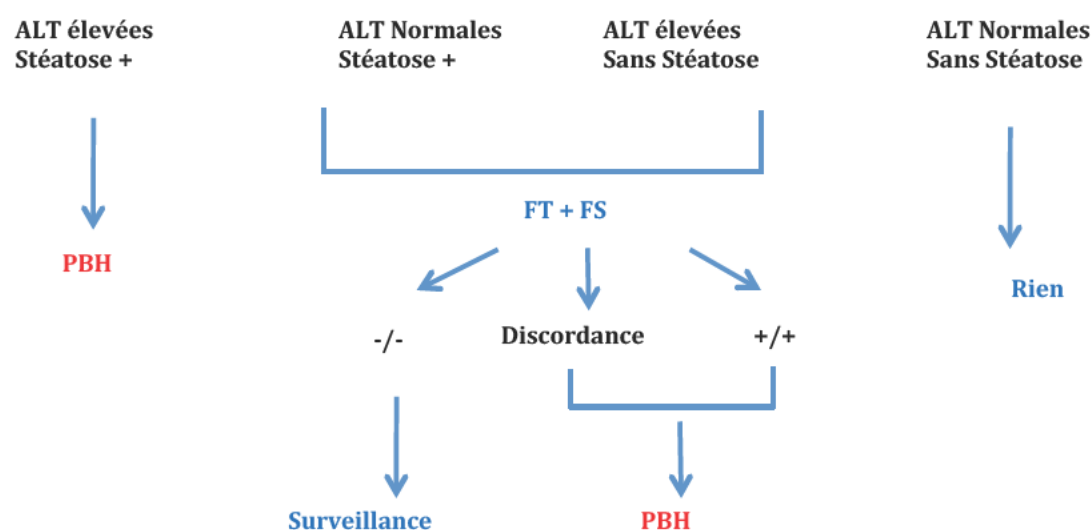 ALT élevées
Stéatose +
ALT Normales
Stéatose +
ALT élevées
Sans Stéatose
ALT Normales
Sans Stéatose
FT + FS
PBH
Rien
-/-
Discordance
+/+
Surveillance
PBH